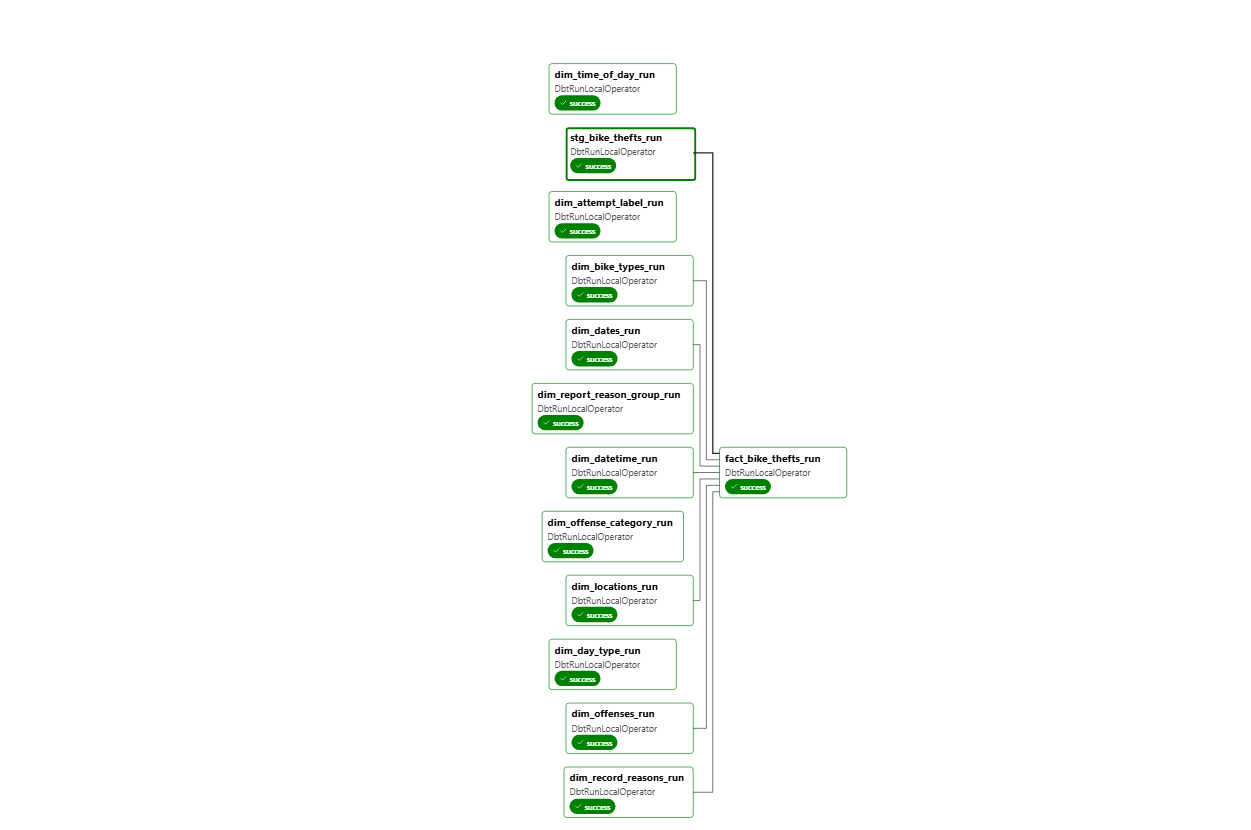 dim_time_of_day_run
DbtRunLocalOperator
success
stg_bike_thefts_run
DbtRunLocalOperator
success
dim_attempt_label_run
DbtRunLocalOperator
success
dim_bike_types_run
DbtRunLocalOperator
success
dim_dates_run
DbtRunLocalOperator
success
dim_report_reason_group_run
DbtRunLocalOperator
success
dim_datetime_run
DbtRunLocalOperator
success
fact_bike_thefts_run
DbtRunLocalOperator
success
dim_offense_category_run
DbtRunLocalOperator
success
dim_locations_run
DbtRunLocalOperator
success
dim_day_type_run
DbtRunLocalOperator
success
dim_offenses_run
DbtRunLocalOperator
success
dim_record_reasons_run
DbtRunLocalOperator
success